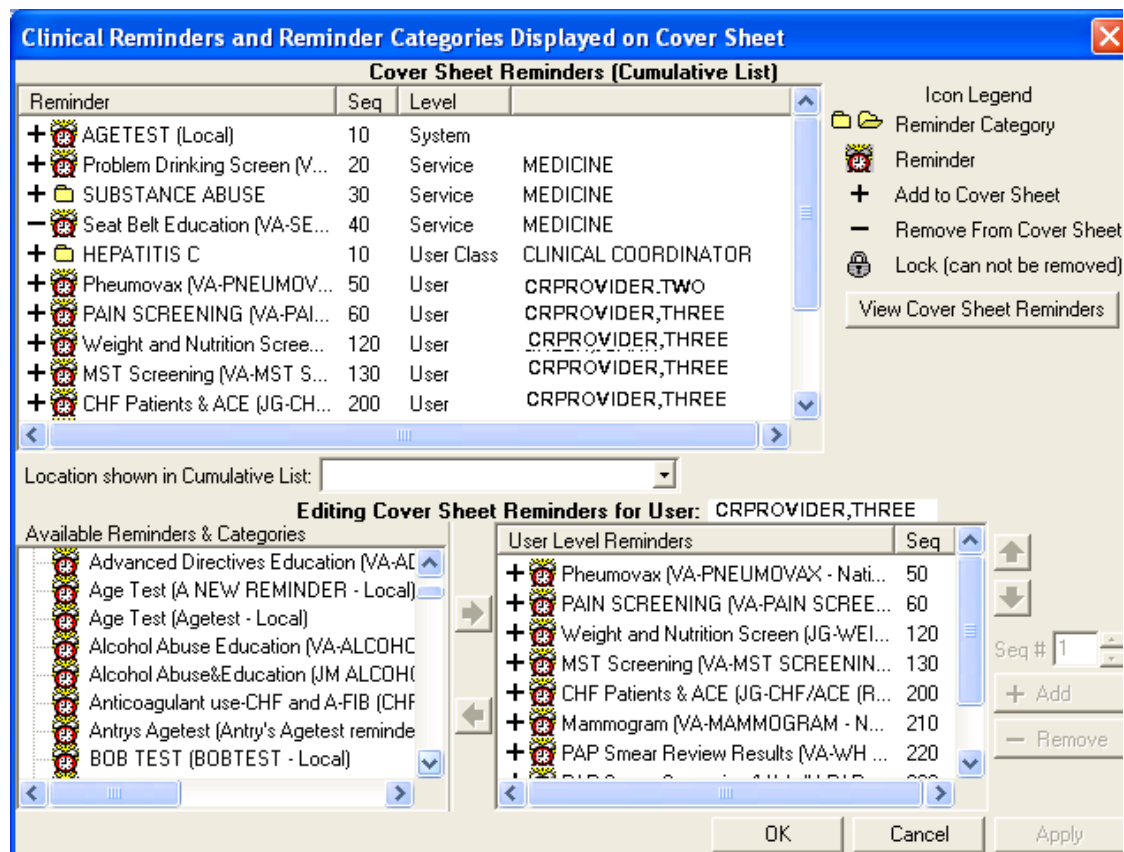 Clinical Reminders and Reminder Categories Displayed on Cover Sheet
Cover Sheet Reminders (Cumulative List)
Reminder Seq Level
+ AGETEST (Local) 10 System
+ Problem Drinking Screen (V... 20 Service MEDICINE
+ SUBSTANCE ABUSE 30 Service MEDICINE
− Seat Belt Education (VA-SE... 40 Service MEDICINE
+ HEPATITIS C 10 User Class CLINICAL COORDINATOR
+ Pheumovax (VA-PNEUMOV... 50 User CRPROVIDER.TWO
+ PAIN SCREENING (VA-PAI... 60 User CRPROVIDER,THREE
+ Weight and Nutrition Scree... 120 User CRPROVIDER,THREE
+ MST Screening (VA-MST S... 130 User CRPROVIDER,THREE
+ CHF Patients & ACE (JG-CH... 200 User CRPROVIDER,THREE
Icon Legend
Reminder Category
Reminder
+ Add to Cover Sheet
− Remove From Cover Sheet
Lock (can not be removed)
View Cover Sheet Reminders
Location shown in Cumulative List:
Editing Cover Sheet Reminders for User: CRPROVIDER,THREE
Available Reminders & Categories
Advanced Directives Education (VA-AD
Age Test (A NEW REMINDER - Local)
Age Test (Agetest - Local)
Alcohol Abuse Education (VA-ALCOHO
Alcohol Abuse&Education (JM ALCOH
Anticoagulant use-CHF and A-FIB (CHF
Antrys Agetest (Antry's Agetest reminde
BOB TEST (BOBTEST - Local)
User Level Reminders Seq
+ Pheumovax (VA-PNEUMOVAX - Nati... 50
+ PAIN SCREENING (VA-PAIN SCREE... 60
+ Weight and Nutrition Screen (JG-WEI... 120
+ MST Screening (VA-MST SCREENIN... 130
+ CHF Patients & ACE (JG-CHF/ACE (R... 200
+ Mammogram (VA-MAMMOGRAM - N... 210
+ PAP Smear Review Results (VA-WH ... 220
Seq # 1
+ Add
− Remove
OK Cancel Apply